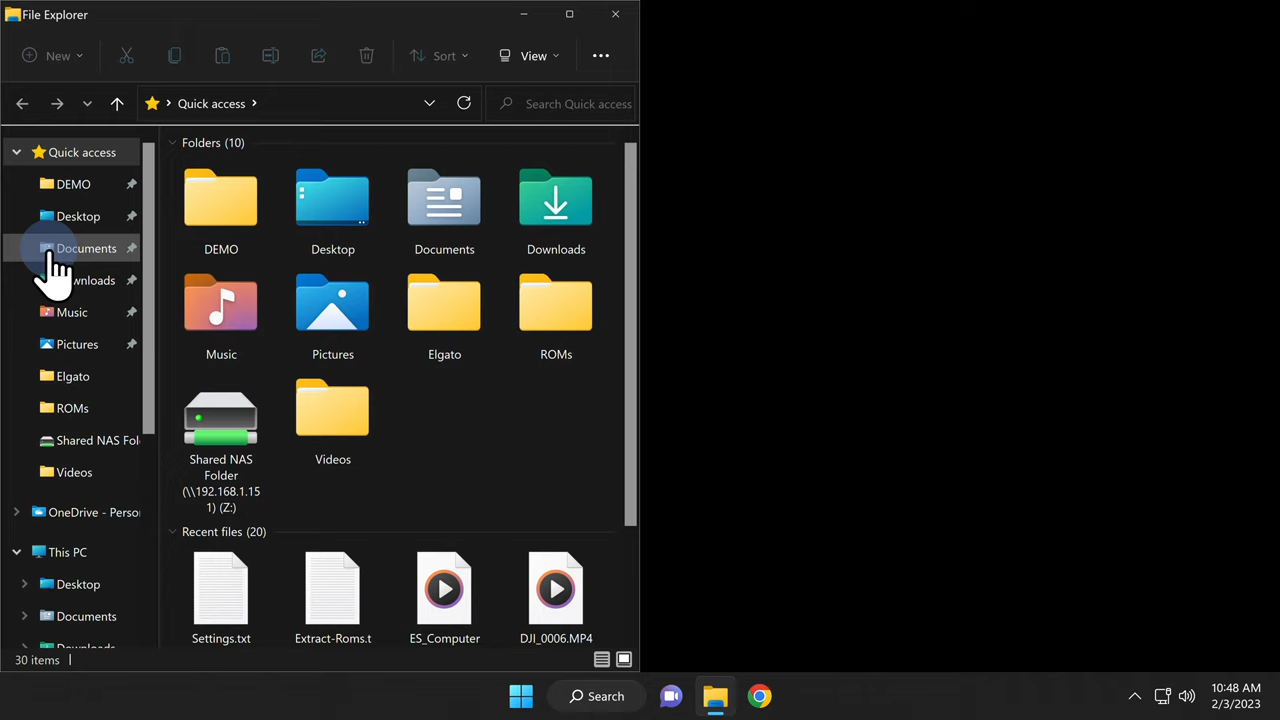 File Explorer
New
Sort
View
Quick access
Search Quick access
Quick access
DEMO
Desktop
Documents
wnloads
Music
Pictures
Elgato
ROMs
Shared NAS Fol
Videos
OneDrive - Perso
This PC
Desktop
Documents
Downloads
Folders (10)
DEMO
Desktop
Documents
Downloads
Music
Pictures
Elgato
ROMs
Shared NAS
Folder
(\\192.168.1.15
1) (Z:)
Videos
Recent files (20)
Settings.txt
Extract-Roms.t
ES_Computer
DJI_0006.MP4
30 items
Search
10:48 AM
2/3/2023